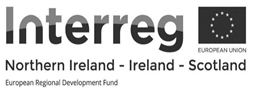 Interreg
EUROPEAN UNION
Northern Ireland - Ireland - Scotland
European Regional Development Fund